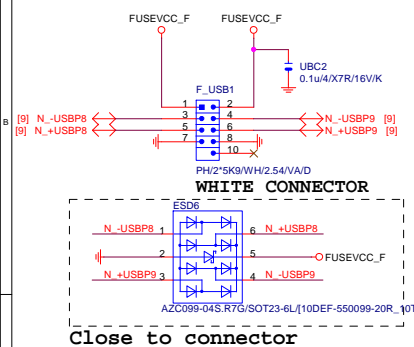 FUSEVCC_F FUSEVCC_F
UBC2
0.1u/4/X7R/16V/K
F_USB1
1 2
B [9] N_-USBP8 3 4 N_-USBP9 [9]
[9] N_+USBP8 5 6 N_+USBP9 [9]
7 8
10
PH/2*5K9/WH/2.54/VA/D
WHITE CONNECTOR
ESD6
N_-USBP8 1 6 N_+USBP8
2 5 FUSEVCC_F
N_+USBP9 3 4 N_-USBP9
AZC099-04S.R7G/SOT23-6L/[10DEF-550099-20R_10T
Close to connector